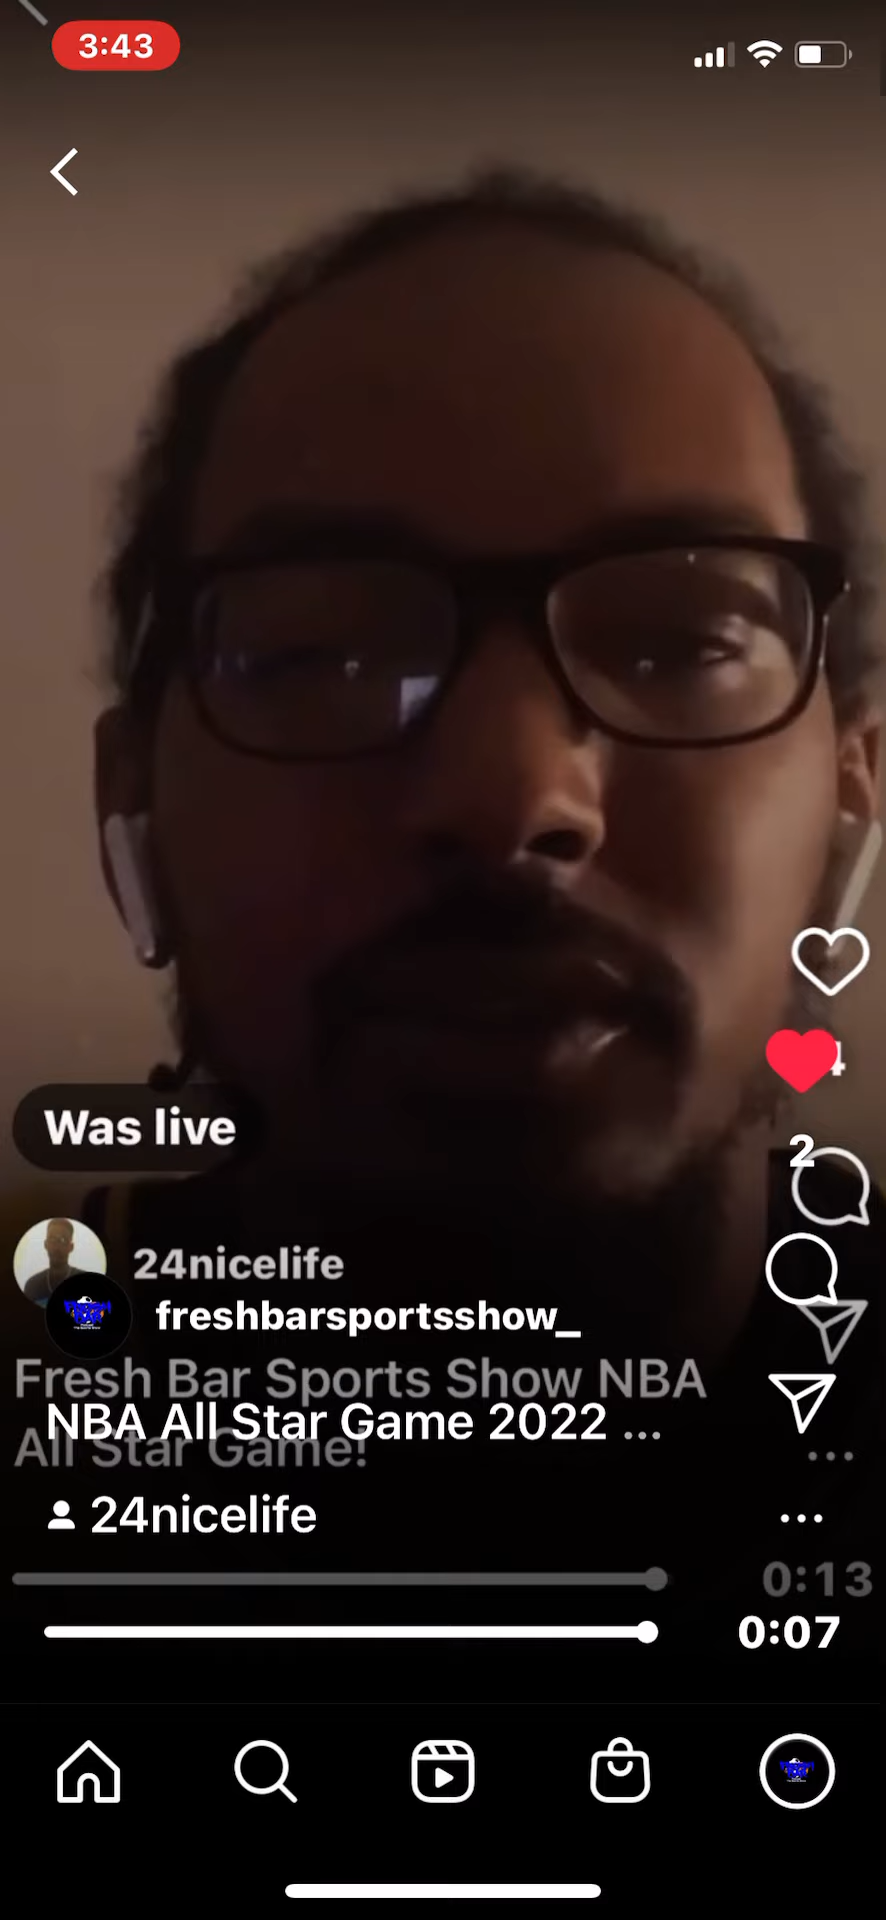 3:43
Was live
4
2
24nicelife
freshbarsportsshow_
Fresh Bar Sports Show NBA
NBA All Star Game 2022 ...
All Star Game!
24nicelife
0:13
0:07